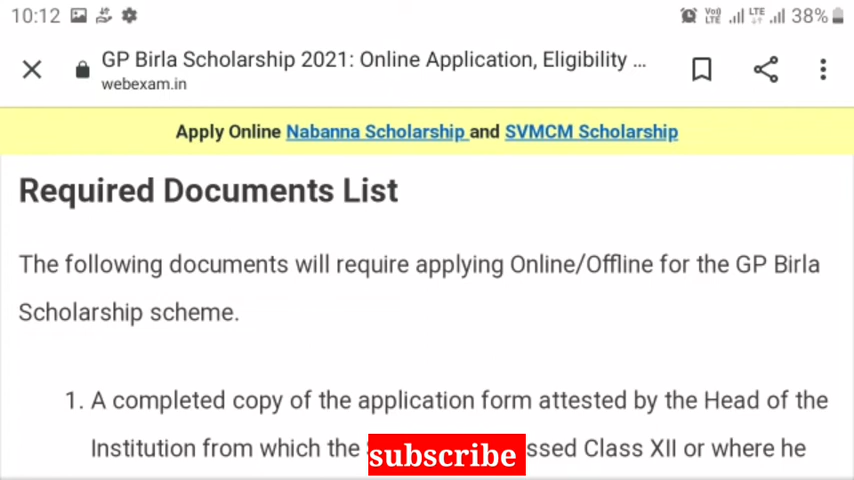 10:12 Vo)) LTE LTE 38%
GP Birla Scholarship 2021: Online Application, Eligibility ...
webexam.in
Apply Online Nabanna Scholarship and SVMCM Scholarship
Required Documents List
The following documents will require applying Online/Offline for the GP Birla
Scholarship scheme.
1. A completed copy of the application form attested by the Head of the
Institution from which the subscribe ssed Class XII or where he